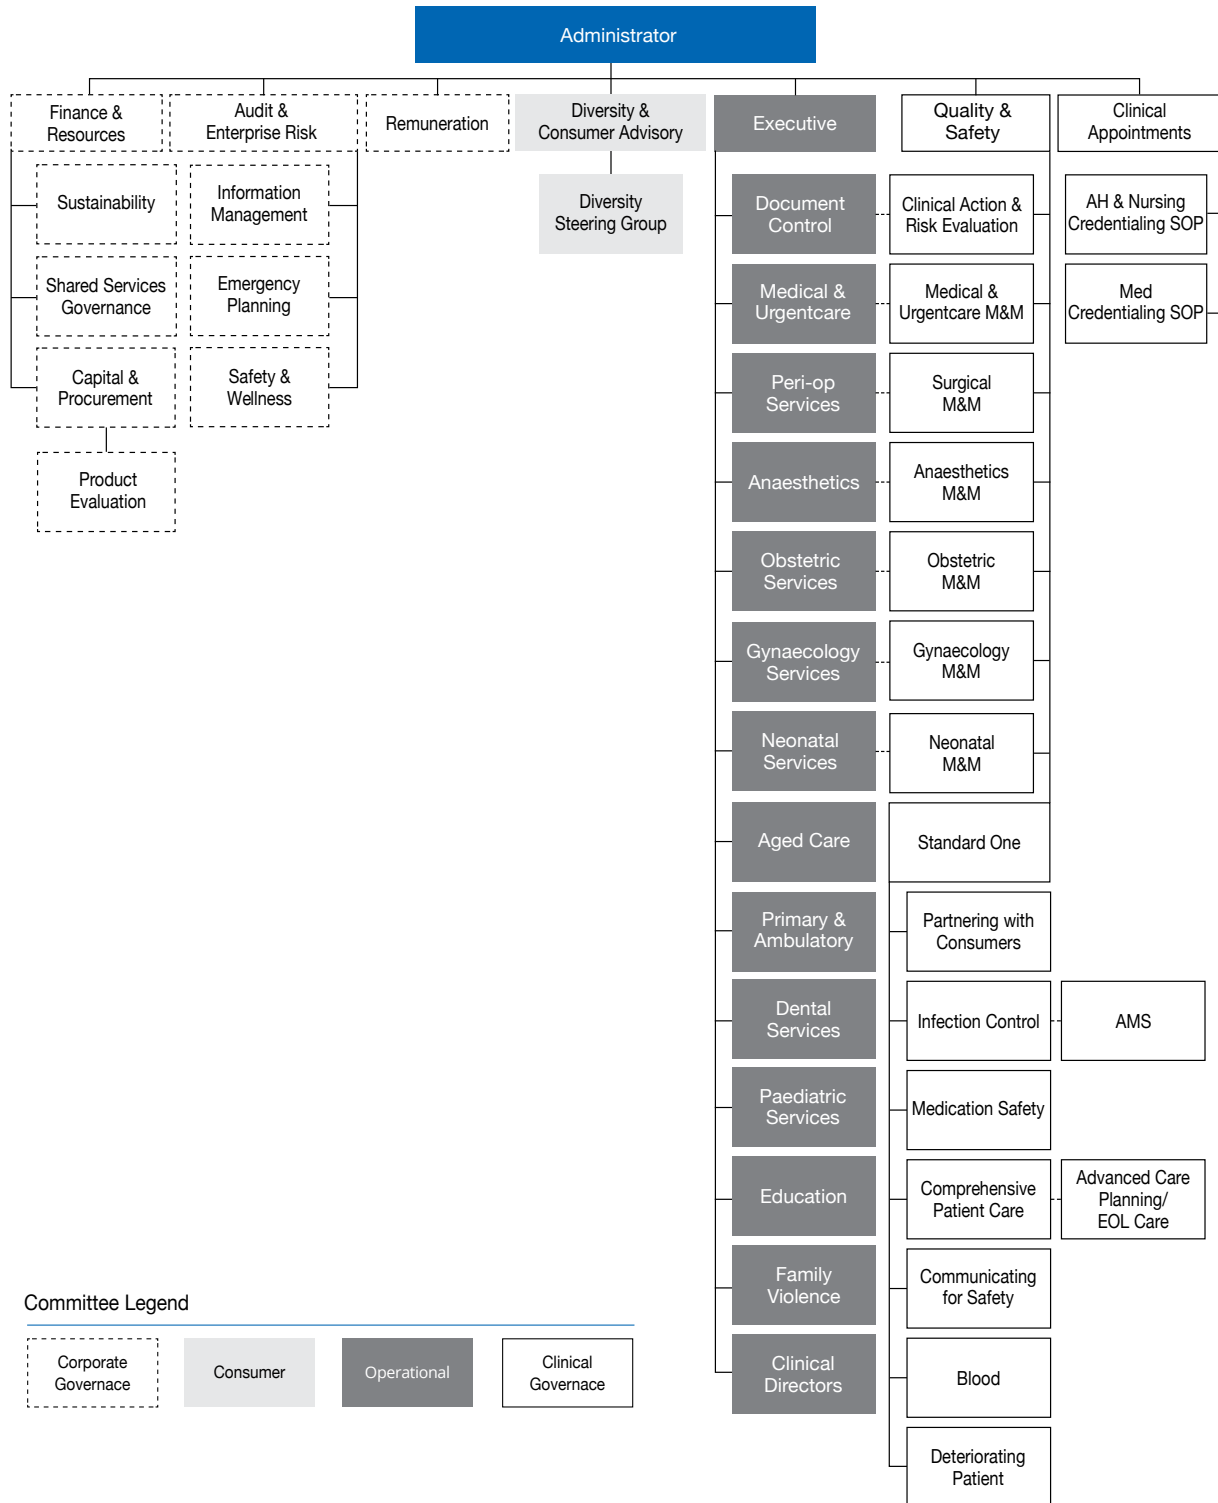 Administrator
Finance &
Resources
Audit &
Enterprise Risk
Remuneration
Diversity &
Consumer Advisory
Executive
Quality &
Safety
Clinical
Appointments
Sustainability
Information
Management
Diversity
Steering Group
Document
Control
Clinical Action &
Risk Evaluation
AH & Nursing
Credentialing SOP
Shared Services
Governance
Emergency
Planning
Medical &
Urgentcare
Medical &
Urgentcare M&M
Med
Credentialing SOP
Capital &
Procurement
Safety &
Wellness
Peri-op
Services
Surgical
M&M
Product
Evaluation
Anaesthetics
Anaesthetics
M&M
Obstetric
Services
Obstetric
M&M
Gynaecology
Services
Gynaecology
M&M
Neonatal
Services
Neonatal
M&M
Aged Care
Standard One
Primary &
Ambulatory
Partnering with
Consumers
Dental
Services
Infection Control
AMS
Paediatric
Services
Medication Safety
Education
Comprehensive
Patient Care
Advanced Care
Planning/
EOL Care
Family
Violence
Communicating
for Safety
Clinical
Directors
Blood
Deteriorating
Patient
Committee Legend
Corporate
Governace
Consumer
Operational
Clinical
Governace